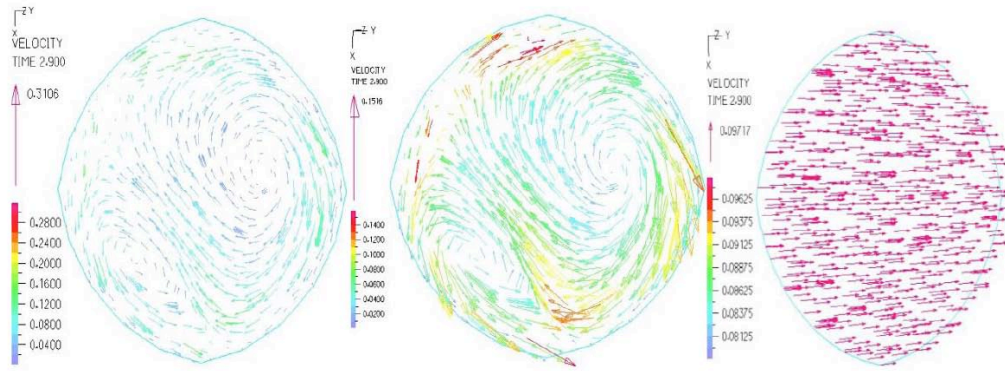 Z Y
X
VELOCITY
TIME 2.900
0.3106
0.2800
0.2400
0.2000
0.1600
0.1200
0.0800
0.0400
Z Y
X
VELOCITY
TIME 2.900
0.1516
0.1400
0.1200
0.1000
0.0800
0.0600
0.0400
0.0200
Z Y
X
VELOCITY
TIME 2.900
0.09717
0.09625
0.09375
0.09125
0.08875
0.08625
0.08375
0.08125